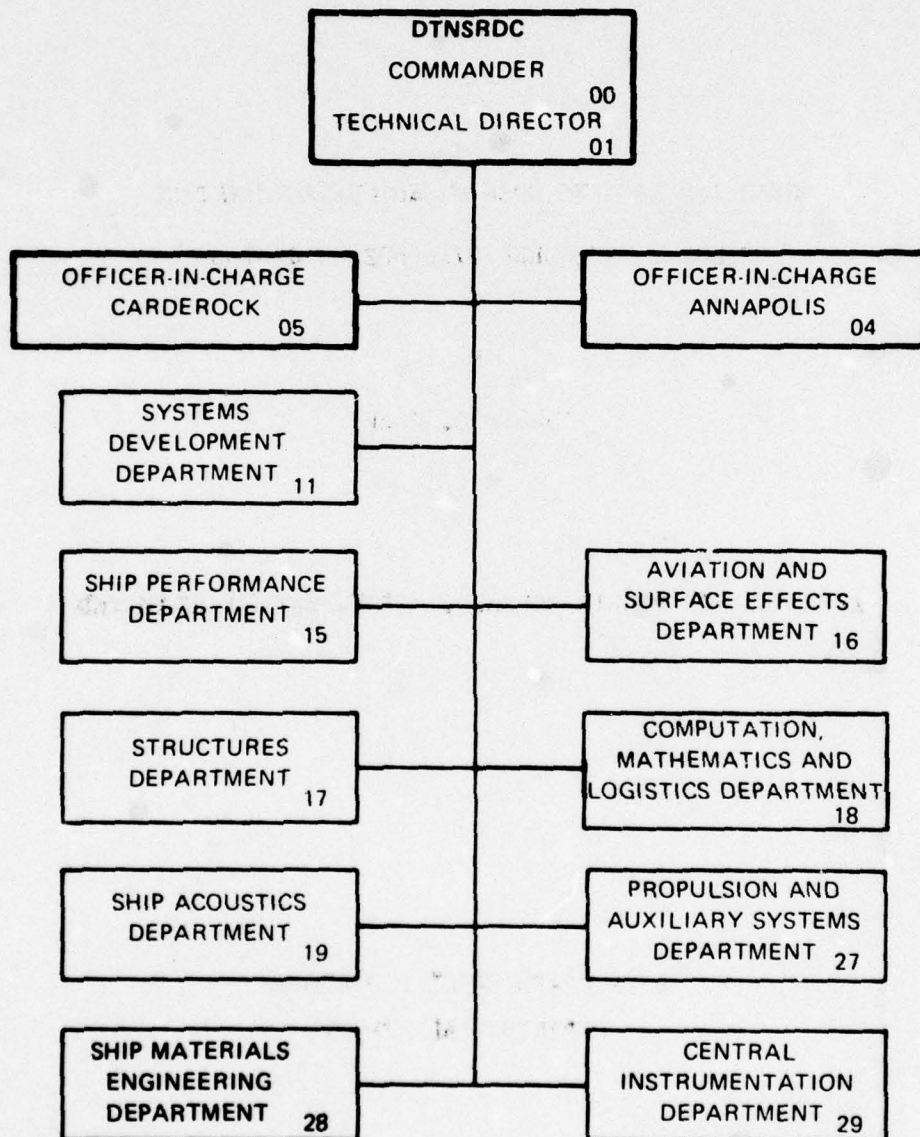 DTNSRDC
COMMANDER
00
TECHNICAL DIRECTOR
01
OFFICER-IN-CHARGE
CARDEROCK
05
OFFICER-IN-CHARGE
ANNAPOLIS
04
SYSTEMS
DEVELOPMENT
DEPARTMENT
11
SHIP PERFORMANCE
DEPARTMENT
15
AVIATION AND
SURFACE EFFECTS
DEPARTMENT
16
STRUCTURES
DEPARTMENT
17
COMPUTATION,
MATHEMATICS AND
LOGISTICS DEPARTMENT
18
SHIP ACOUSTICS
DEPARTMENT
19
PROPULSION AND
AUXILIARY SYSTEMS
DEPARTMENT
27
SHIP MATERIALS
ENGINEERING
DEPARTMENT
28
CENTRAL
INSTRUMENTATION
DEPARTMENT
29